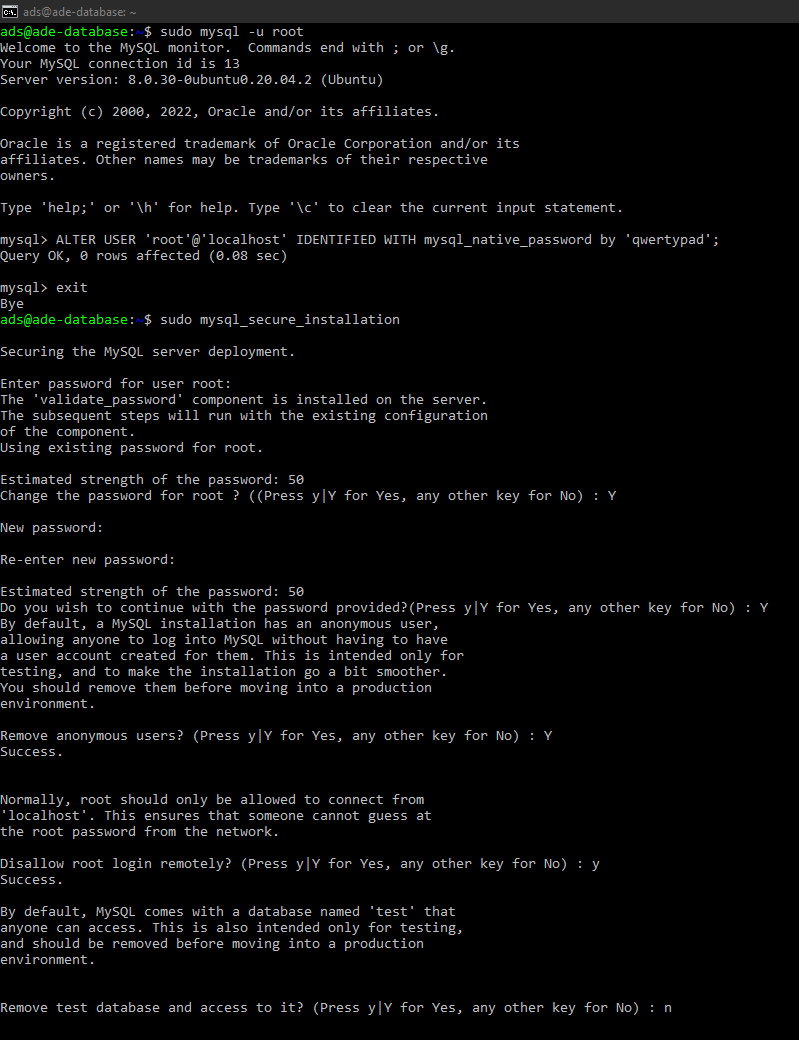 ads@ade-database: ~
ads@ade-database:~$ sudo mysql -u root
Welcome to the MySQL monitor.  Commands end with ; or \g.
Your MySQL connection id is 13
Server version: 8.0.30-0ubuntu0.20.04.2 (Ubuntu)
Copyright (c) 2000, 2022, Oracle and/or its affiliates.
Oracle is a registered trademark of Oracle Corporation and/or its
affiliates. Other names may be trademarks of their respective
owners.
Type 'help;' or '\h' for help. Type '\c' to clear the current input statement.
mysql> ALTER USER 'root'@'localhost' IDENTIFIED WITH mysql_native_password by 'qwertypad';
Query OK, 0 rows affected (0.08 sec)
mysql> exit
Bye
ads@ade-database:~$ sudo mysql_secure_installation
Securing the MySQL server deployment.
Enter password for user root:
The 'validate_password' component is installed on the server.
The subsequent steps will run with the existing configuration
of the component.
Using existing password for root.
Estimated strength of the password: 50
Change the password for root ? ((Press y|Y for Yes, any other key for No) : Y
New password:
Re-enter new password:
Estimated strength of the password: 50
Do you wish to continue with the password provided?(Press y|Y for Yes, any other key for No) : Y
By default, a MySQL installation has an anonymous user,
allowing anyone to log into MySQL without having to have
a user account created for them. This is intended only for
testing, and to make the installation go a bit smoother.
You should remove them before moving into a production
environment.
Remove anonymous users? (Press y|Y for Yes, any other key for No) : Y
Success.
Normally, root should only be allowed to connect from
'localhost'. This ensures that someone cannot guess at
the root password from the network.
Disallow root login remotely? (Press y|Y for Yes, any other key for No) : y
Success.
By default, MySQL comes with a database named 'test' that
anyone can access. This is also intended only for testing,
and should be removed before moving into a production
environment.
Remove test database and access to it? (Press y|Y for Yes, any other key for No) : n